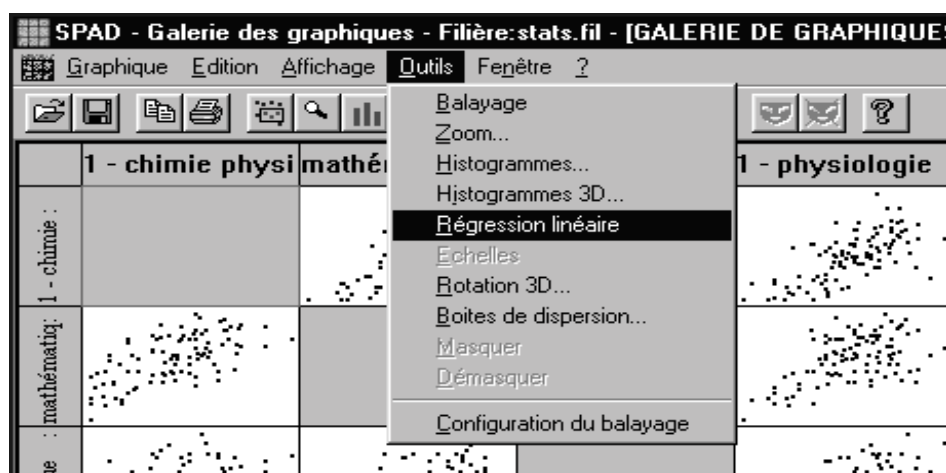 SPAD - Galerie des graphiques - Filière:stats.fil - [GALERIE DE GRAPHIQUES
Graphique Edition Affichage Outils Fenêtre ?
Balayage
Zoom...
Histogrammes...
Histogrammes 3D...
Régression linéaire
Echelles
Rotation 3D...
Boites de dispersion...
Masquer
Démasquer
Configuration du balayage
1 - chimie physi mathé 1 - physiologie
1 - chimie :
mathématiq: